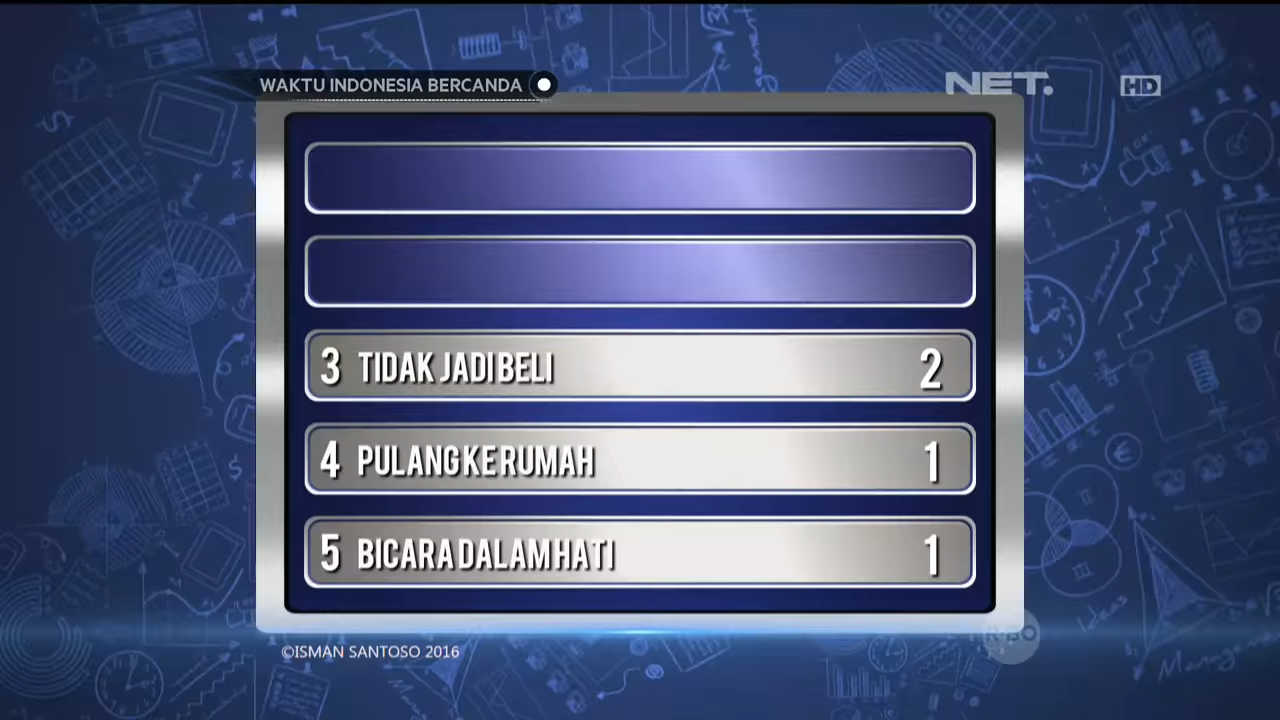 WAKTU INDONESIA BERCANDA
NET.
HD
3 TIDAK JADI BELI 2
4 PULANG KE RUMAH 1
5 BICARA DALAM HATI 1
©ISMAN SANTOSO 2016